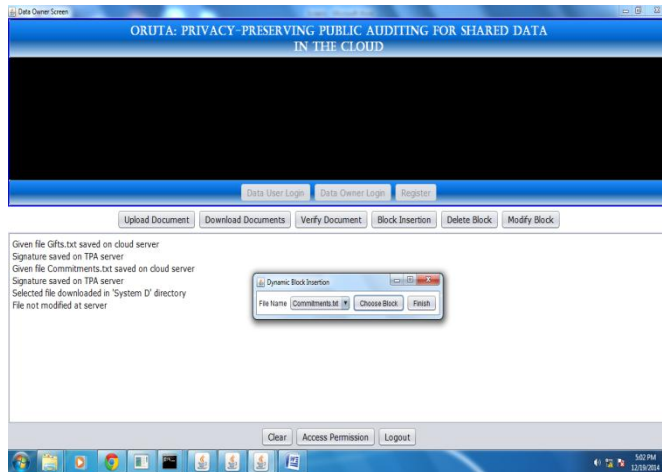 Data Owner Screen
ORUTA: PRIVACY-PRESERVING PUBLIC AUDITING FOR SHARED DATA
IN THE CLOUD
Data User Login Data Owner Login Register
Upload Document Download Documents Verify Document Block Insertion Delete Block Modify Block
Given file Gifts.txt saved on cloud server
Signature saved on TPA server
Given file Commitments.txt saved on cloud server
Signature saved on TPA server
Selected file downloaded in 'System D' directory
File not modified at server
Dynamic Block Insertion
File Name Commitments.txt Choose Block Finish
Clear Access Permission Logout
5:02 PM
12/19/2014